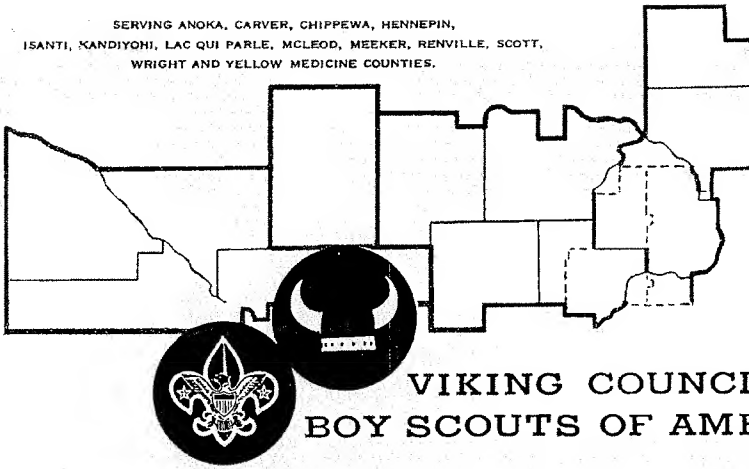 SERVING ANOKA, CARVER, CHIPPEWA, HENNEPIN,
ISANTI, KANDIYOHI, LAC QUI PARLE, MCLEOD, MEEKER, RENVILLE, SCOTT,
WRIGHT AND YELLOW MEDICINE COUNTIES.
VIKING COUNCI
BOY SCOUTS OF AME